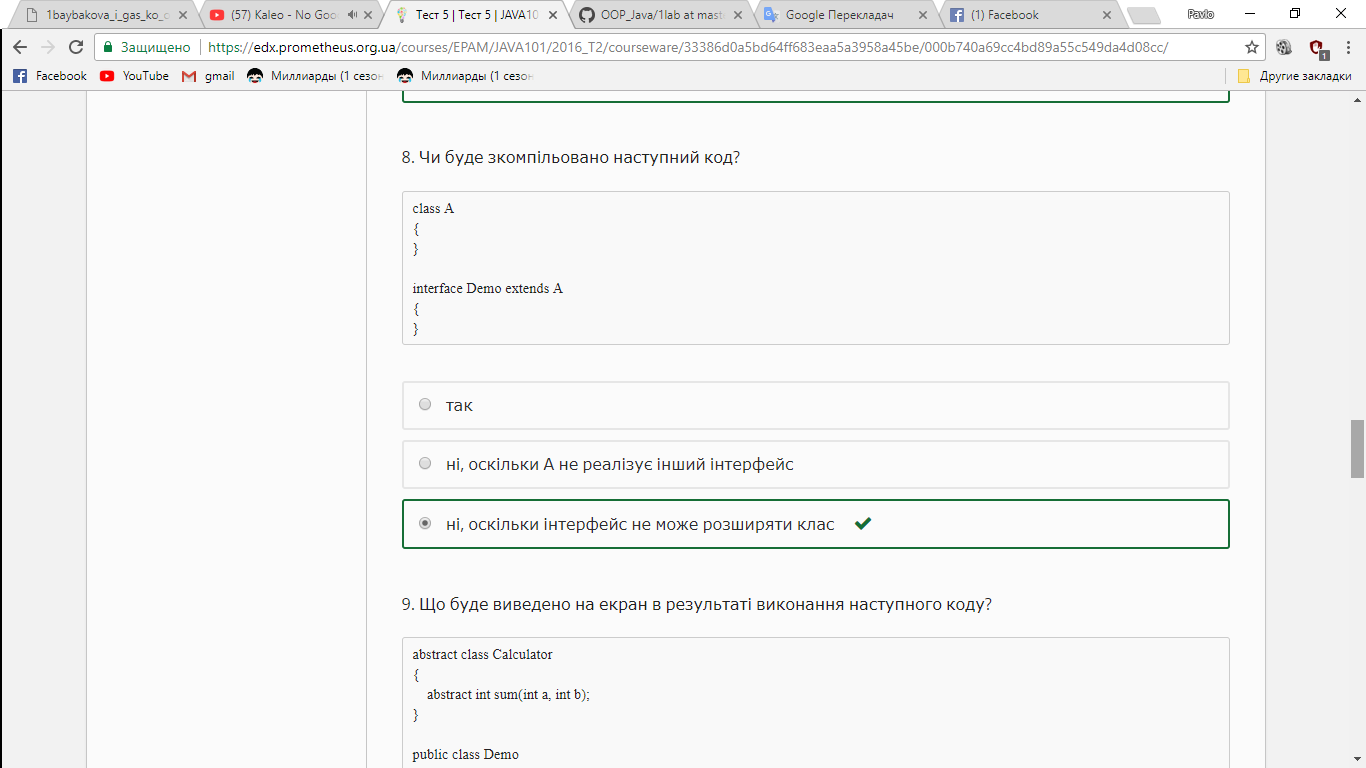 1baybakova_i_gas_ko_o
(57) Kaleo - No Goo
Тест 5 | Тест 5 | JAVA10
OOP_Java/1lab at mast
Google Перекладач
(1) Facebook
Pavlo
Защищено
https://edx.prometheus.org.ua/courses/EPAM/JAVA101/2016_T2/courseware/33386d0a5bd64ff683eaa5a3958a45be/000b740a69cc4bd89a55c549da4d08cc/
1
Facebook
YouTube
gmail
Миллиарды (1 сезон
Миллиарды (1 сезон
Другие закладки
8. Чи буде зкомпільовано наступний код?
class A
{
}
interface Demo extends A
{
}
так
ні, оскільки A не реалізує інший інтерфейс
ні, оскільки інтерфейс не може розширяти клас
9. Що буде виведено на екран в результаті виконання наступного коду?
abstract class Calculator
{
abstract int sum(int a, int b);
}
public class Demo